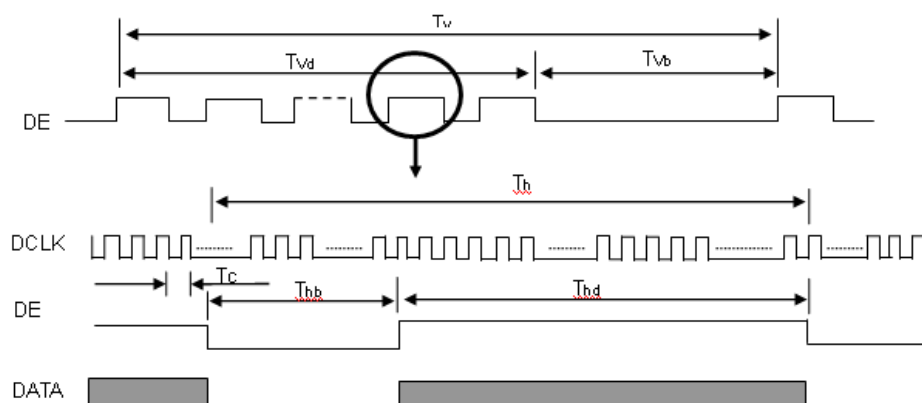 Tv
Tvd
Tvb
DE
Th
DCLK
Tc
Thb
Thd
DE
DATA